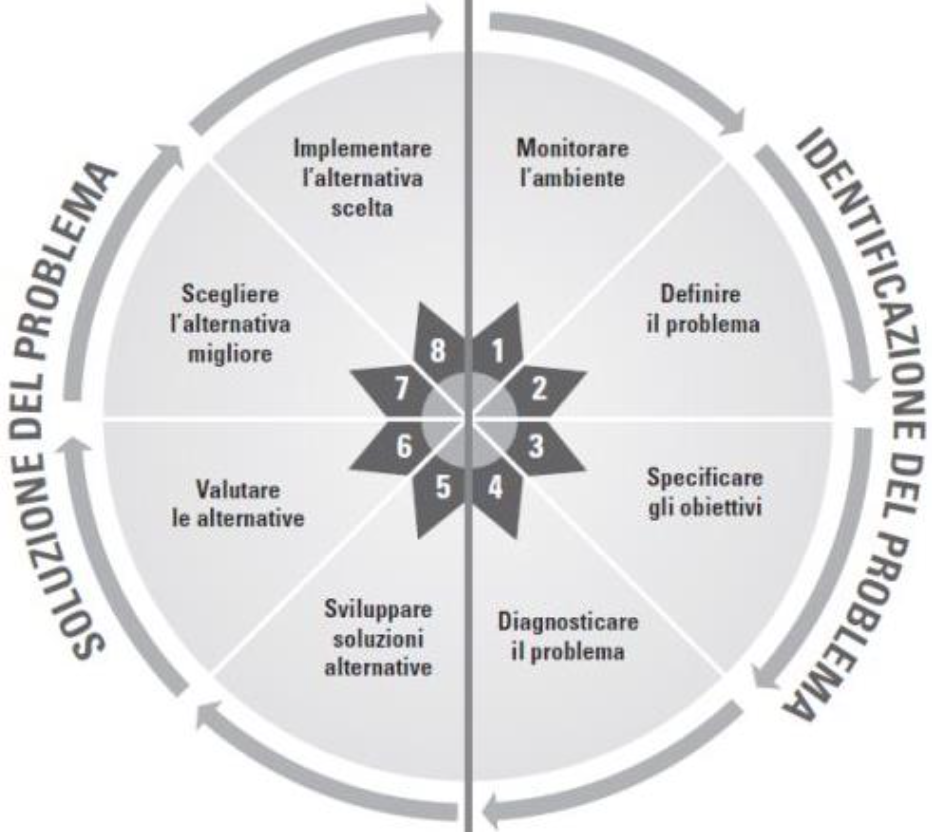 IDENTIFICAZIONE DEL PROBLEMA
1
Monitorare
l'ambiente
2
Definire
il problema
3
Specificare
gli obiettivi
4
Diagnosticare
il problema
SOLUZIONE DEL PROBLEMA
5
Sviluppare
soluzioni
alternative
6
Valutare
le alternative
7
Scegliere
l'alternativa
migliore
8
Implementare
l'alternativa
scelta